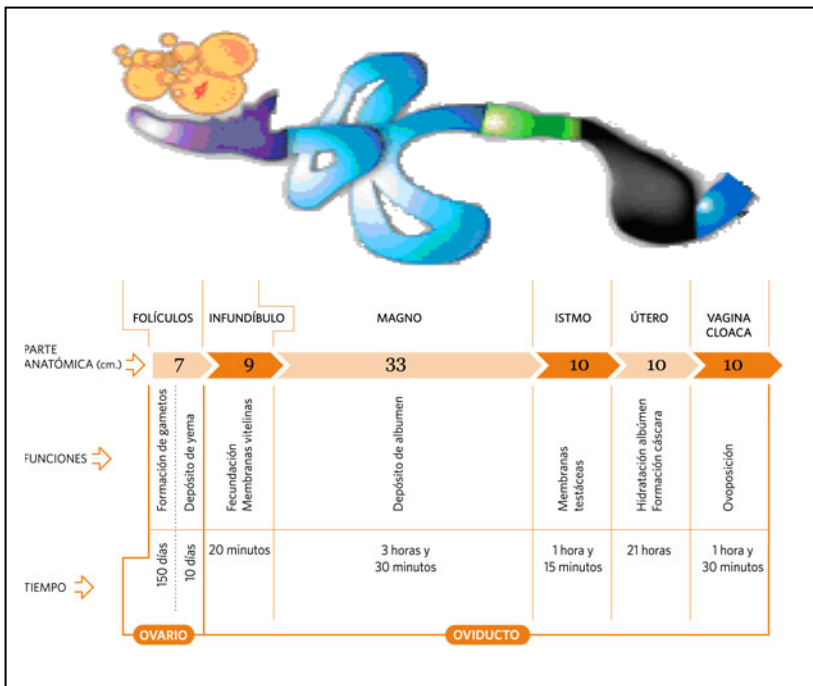 FOLÍCULOS
INFUNDÍBULO
MAGNO
ISTMO
ÚTERO
VAGINA
CLOACA
PARTE
ANATÓMICA (cm.)
7
9
33
10
10
10
FUNCIONES
Formación de gametos
Depósito de yema
Fecundación
Membranas vitelinas
Depósito de albumen
Membranas
testáceas
Hidratación albúmen
Formación cáscara
Ovoposición
TIEMPO
150 días
10 días
20 minutos
3 horas y
30 minutos
1 hora y
15 minutos
21 horas
1 hora y
30 minutos
OVARIO
OVIDUCTO